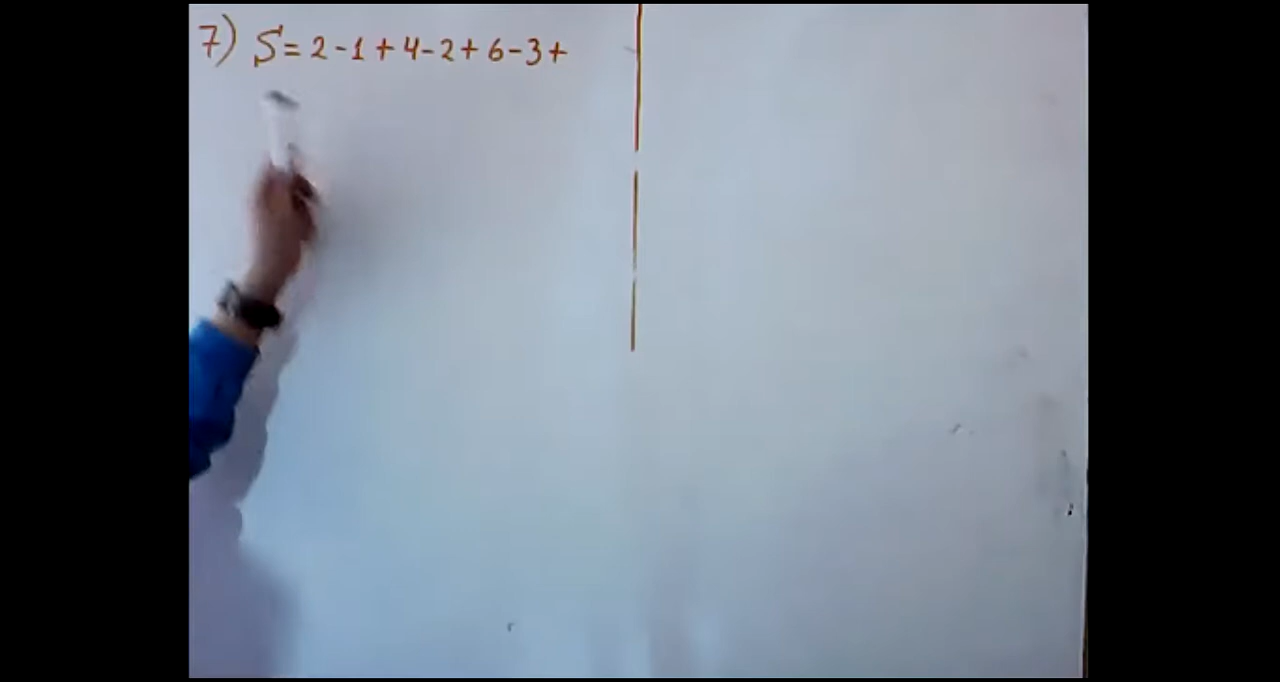 7) S = 2 - 1 + 4 - 2 + 6 - 3 +